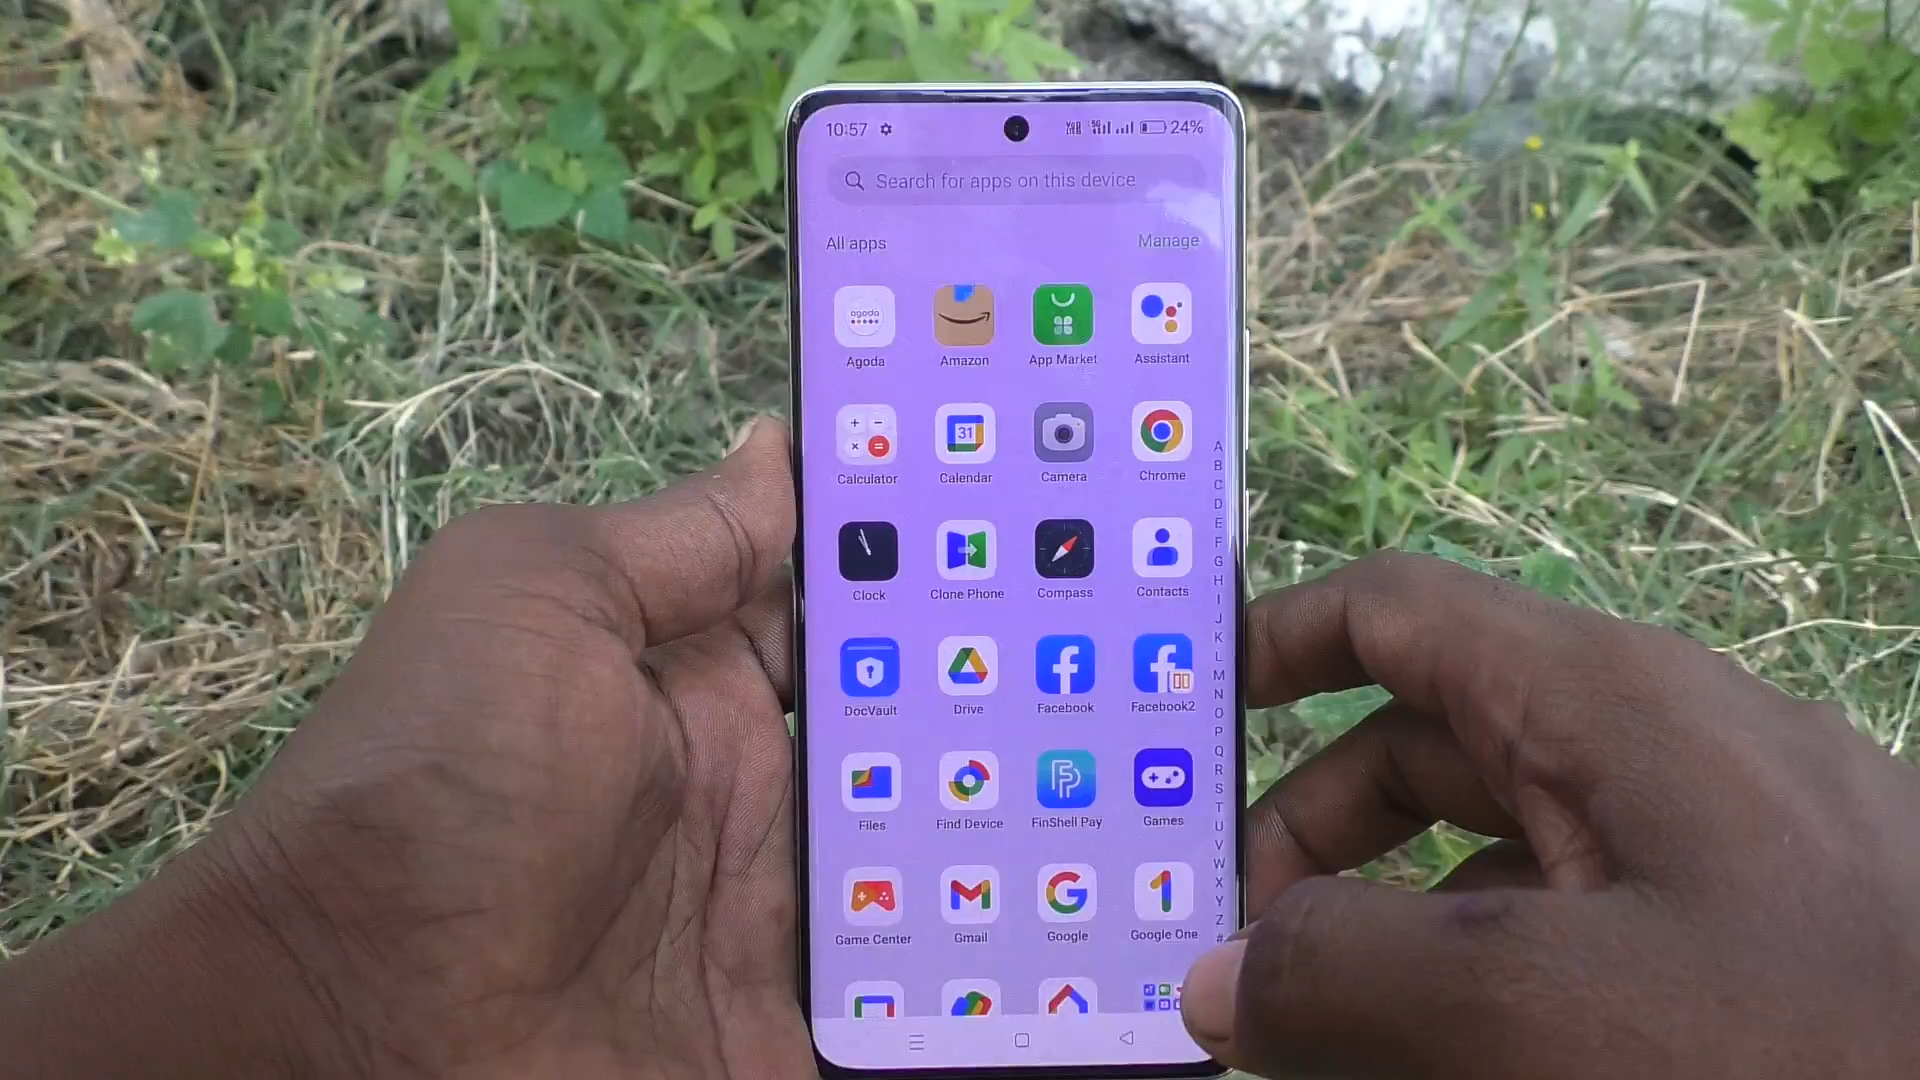 10:57 24%
Search for apps on this device
All apps Manage
agoda
Agoda Amazon App Market Assistant
31
Calculator Calendar Camera Chrome
Clock Clone Phone Compass Contacts
DocVault Drive Facebook Facebook2
Files Find Device FinShell Pay Games
Game Center Gmail Google Google One
A
B
C
D
E
F
G
H
I
J
K
L
M
N
O
P
Q
R
S
T
U
V
W
X
Y
Z
#